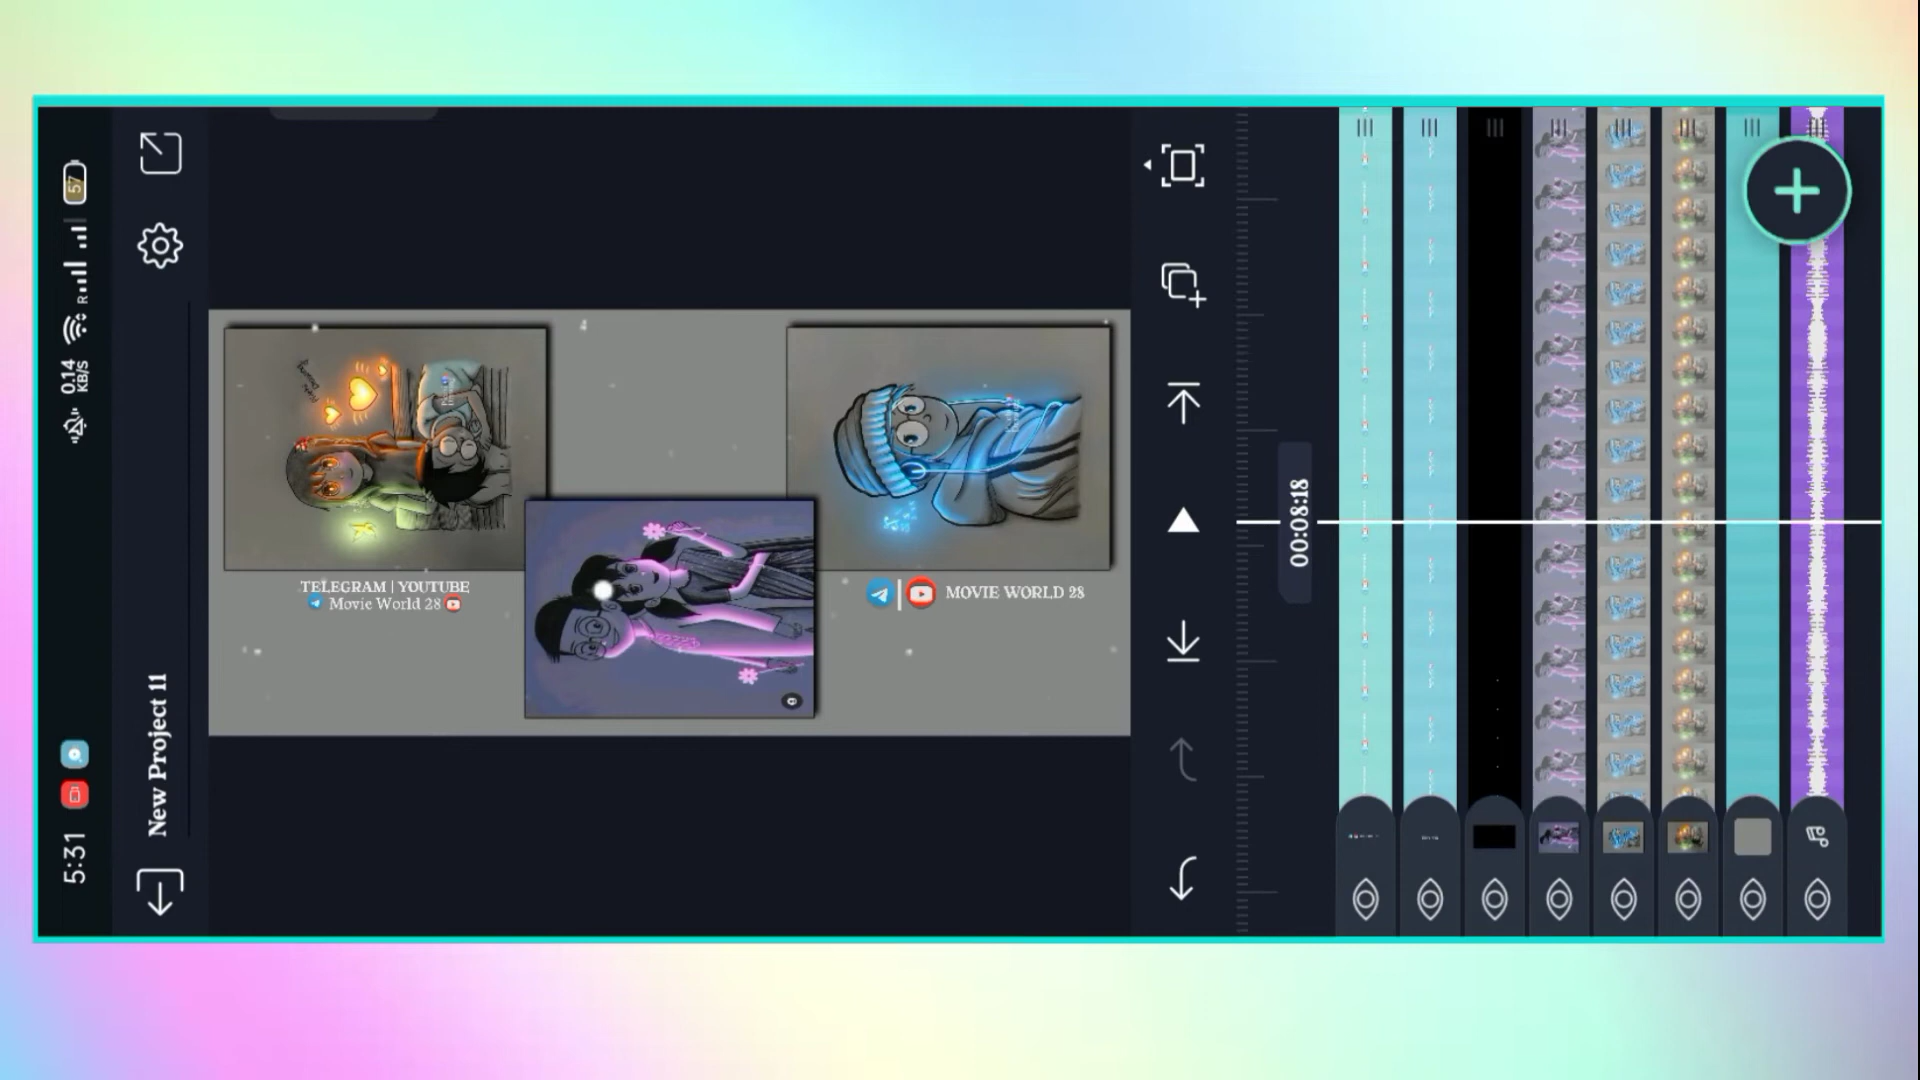 5:31
0.14
KB/S
R
57
New Project 11
TELEGRAM | YOUTUBE
Movie World 28
MOVIE WORLD 28
00:08:18